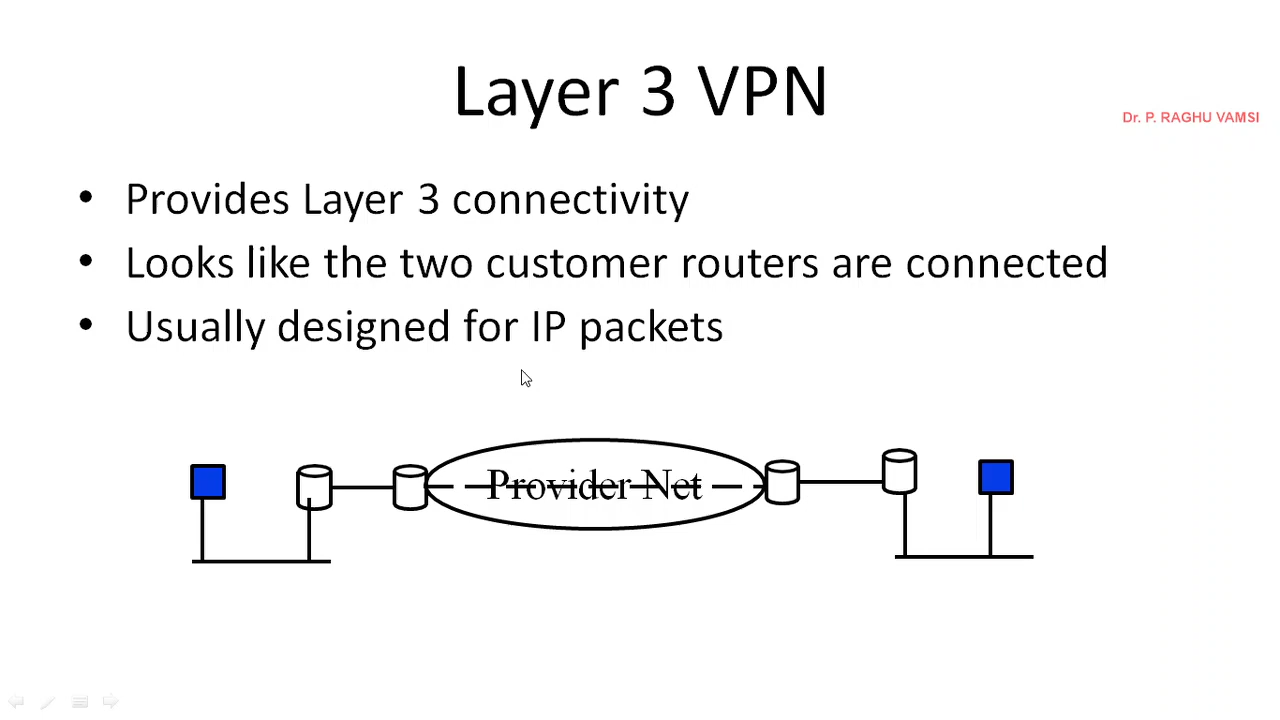 Layer 3 VPN
Dr. P. RAGHU VAMSI
• Provides Layer 3 connectivity
• Looks like the two customer routers are connected
• Usually designed for IP packets
Provider Net